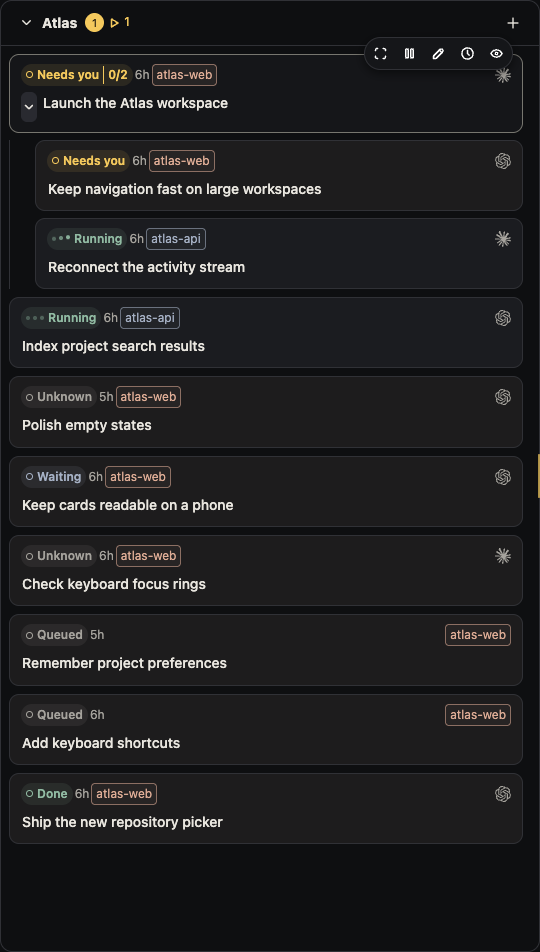 Atlas 1 1
Needs you 0/2 6h atlas-web
Launch the Atlas workspace
Needs you 6h atlas-web
Keep navigation fast on large workspaces
Running 6h atlas-api
Reconnect the activity stream
Running 6h atlas-api
Index project search results
Unknown 5h atlas-web
Polish empty states
Waiting 6h atlas-web
Keep cards readable on a phone
Unknown 6h atlas-web
Check keyboard focus rings
Queued 5h atlas-web
Remember project preferences
Queued 6h atlas-web
Add keyboard shortcuts
Done 6h atlas-web
Ship the new repository picker